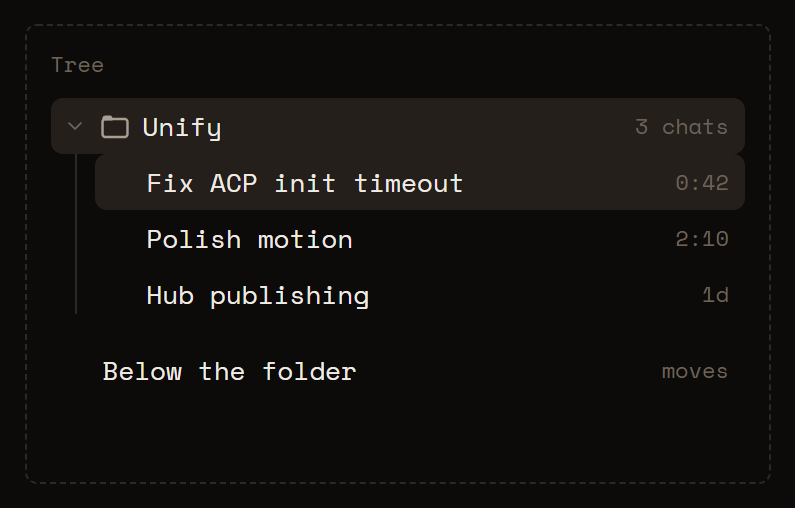 Tree
Unify 3 chats
Fix ACP init timeout 0:42
Polish motion 2:10
Hub publishing 1d
Below the folder moves